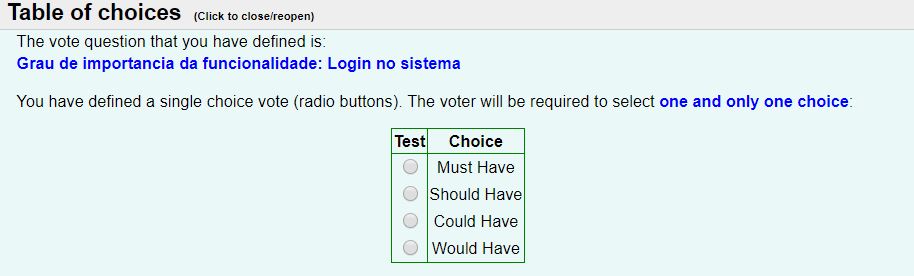 Table of choices (Click to close/reopen)
The vote question that you have defined is:
Grau de importancia da funcionalidade: Login no sistema
You have defined a single choice vote (radio buttons). The voter will be required to select one and only one choice:
Test Choice
Must Have
Should Have
Could Have
Would Have